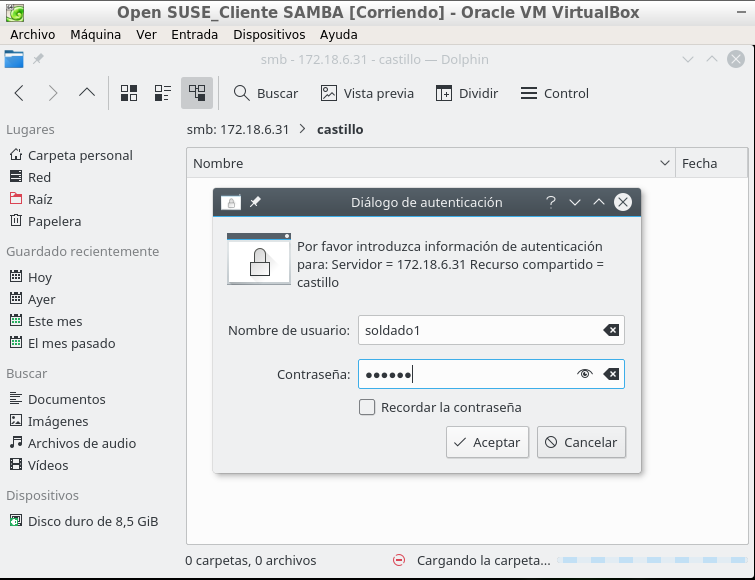 Open SUSE_Cliente SAMBA [Corriendo] - Oracle VM VirtualBox
Archivo Máquina Ver Entrada Dispositivos Ayuda
smb - 172.18.6.31 - castillo — Dolphin
Buscar Vista previa Dividir Control
Lugares
Carpeta personal
Red
Raíz
Papelera
Guardado recientemente
Hoy
Ayer
Este mes
El mes pasado
Buscar
Documentos
Imágenes
Archivos de audio
Vídeos
Dispositivos
Disco duro de 8,5 GiB
smb: 172.18.6.31 > castillo
Nombre Fecha
Diálogo de autenticación
Por favor introduzca información de autenticación
para: Servidor = 172.18.6.31 Recurso compartido =
castillo
Nombre de usuario: soldado1
Contraseña: ●●●●●●
Recordar la contraseña
Aceptar Cancelar
0 carpetas, 0 archivos Cargando la carpeta...